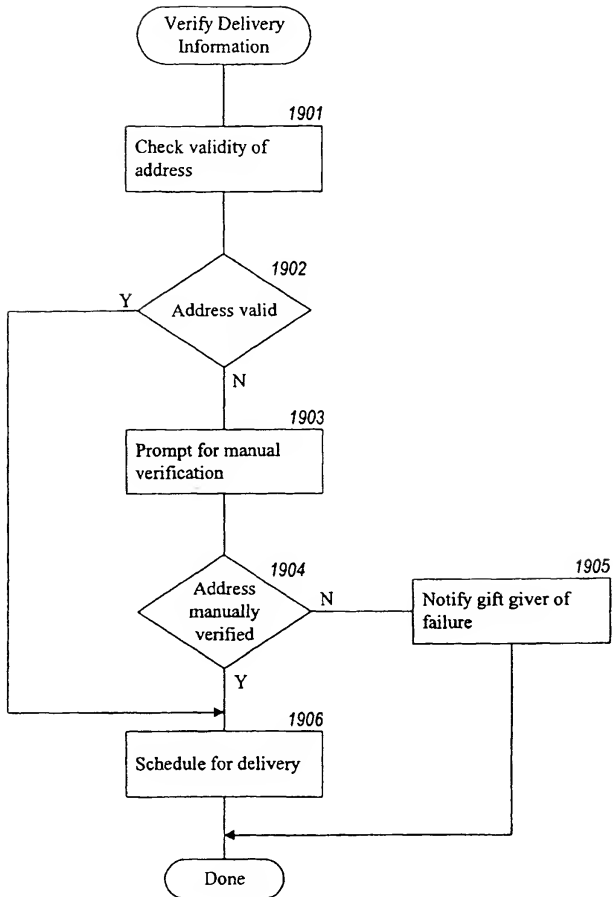 Verify Delivery
Information
1901
Check validity of
address
1902
Y
Address valid
N
1903
Prompt for manual
verification
1904
Address
manually
verified
N
1905
Notify gift giver of
failure
Y
1906
Schedule for delivery
Done